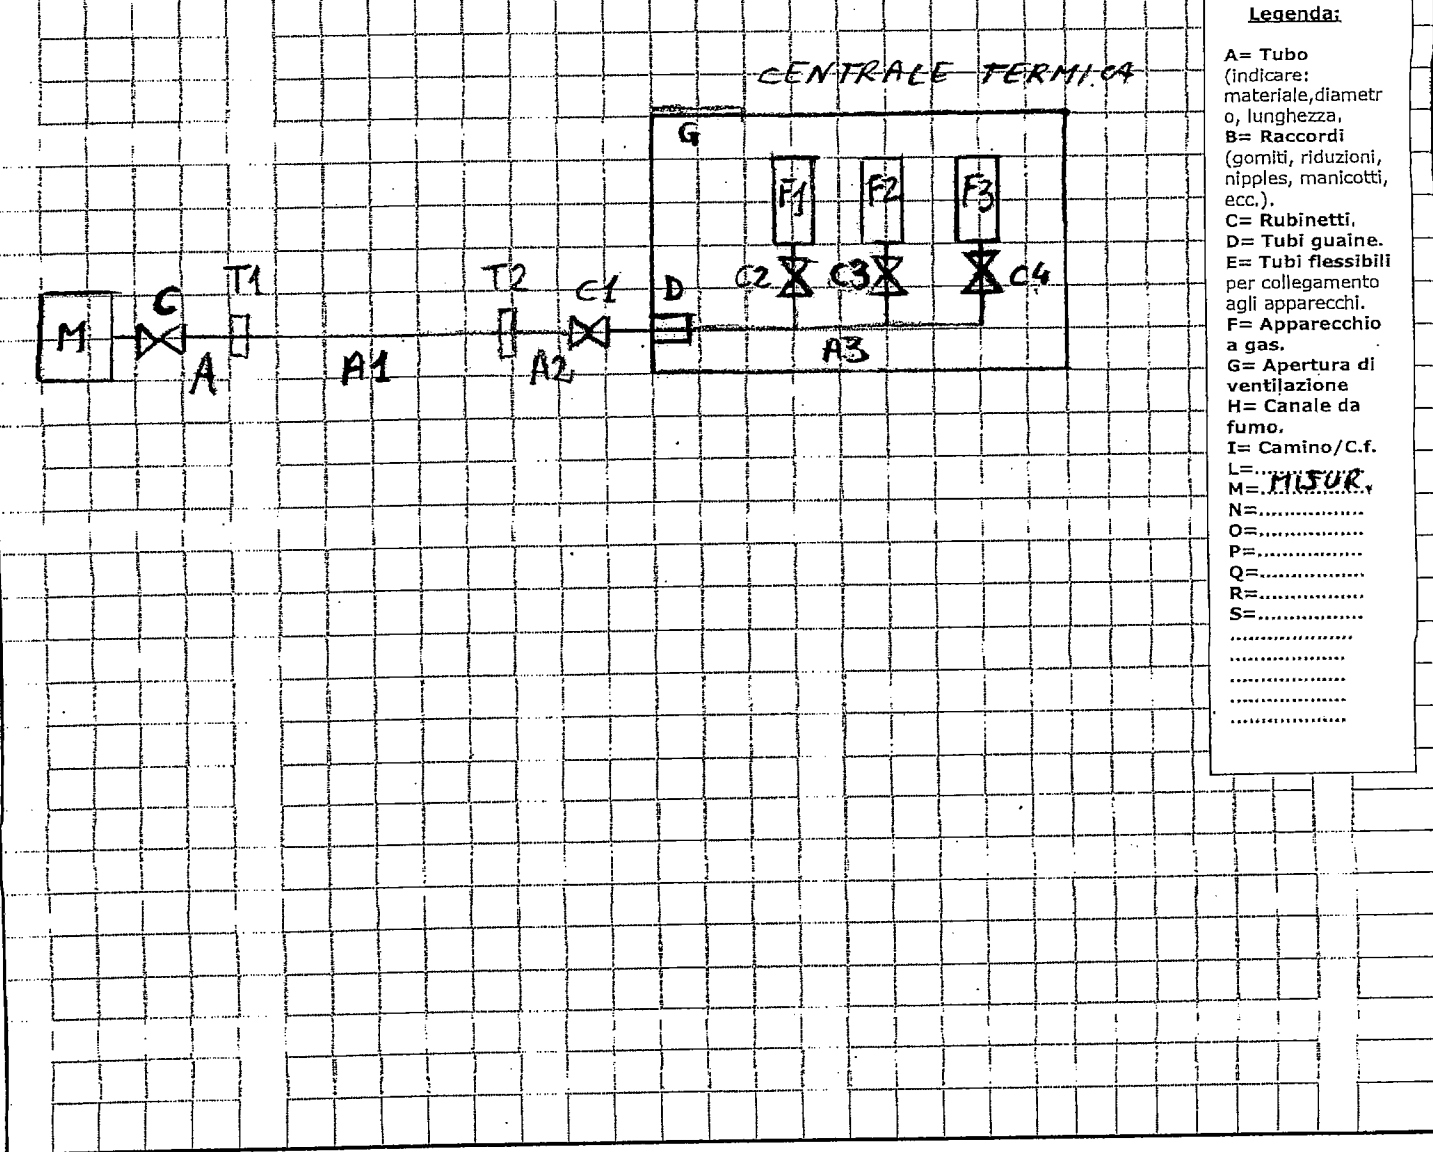 CENTRALE TERMICA
G
F1 F2 F3
T1 T2 C1 D C2 C3 C4
C
M
A A1 A2 A3
Legenda:
A= Tubo
(indicare:
materiale,diametr
o, lunghezza.
B= Raccordi
(gomiti, riduzioni,
nipples, manicotti,
ecc.).
C= Rubinetti.
D= Tubi guaine.
E= Tubi flessibili
per collegamento
agli apparecchi.
F= Apparecchio
a gas.
G= Apertura di
ventilazione
H= Canale da
fumo.
I= Camino/C.f.
L=..................
M= MISUR.
N=..................
O=..................
P=..................
Q=..................
R=..................
S=..................